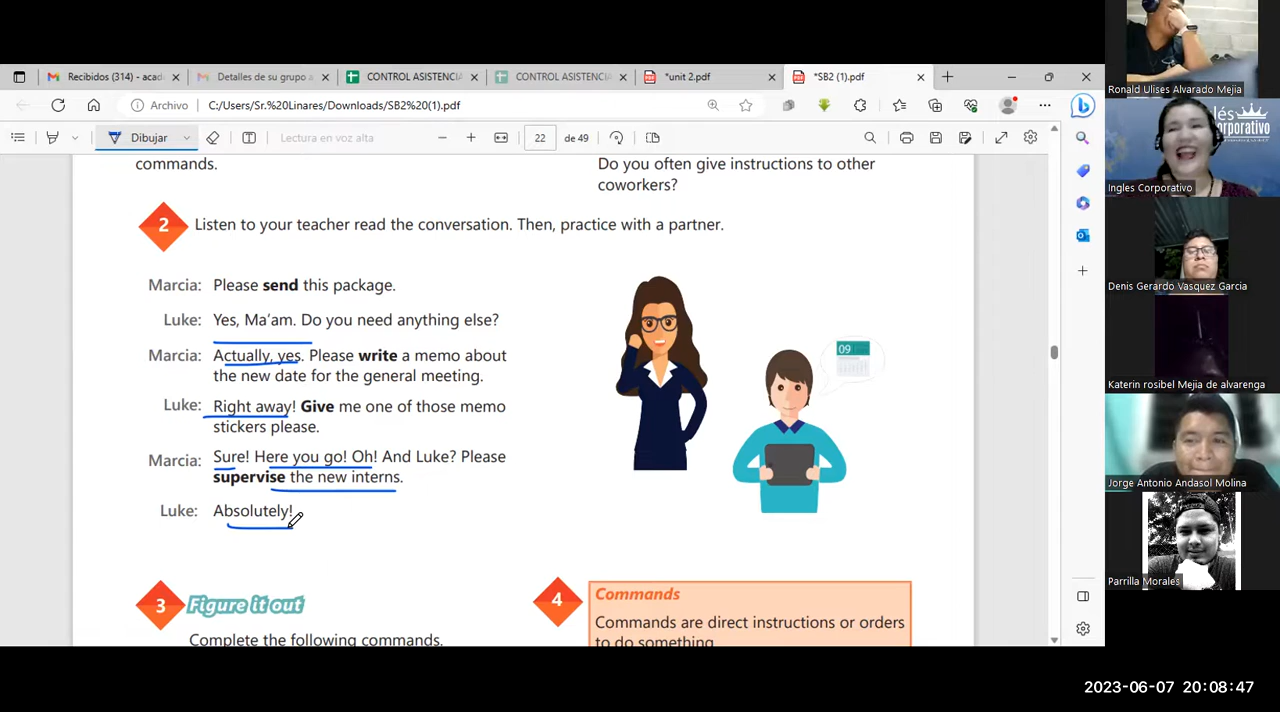 Recibidos (314) - acad
Detalles de su grupo a
CONTROL ASISTENCIA
CONTROL ASISTENCIA
*unit 2.pdf
*SB2 (1).pdf
Archivo
C:/Users/Sr.%20Linares/Downloads/SB2%20(1).pdf
Dibujar
Lectura en voz alta
22
de 49
commands.
Do you often give instructions to other
coworkers?
2
Listen to your teacher read the conversation. Then, practice with a partner.
Marcia: Please send this package.
Luke: Yes, Ma'am. Do you need anything else?
Marcia: Actually, yes. Please write a memo about
the new date for the general meeting.
Luke: Right away! Give me one of those memo
stickers please.
Marcia: Sure! Here you go! Oh! And Luke? Please
supervise the new interns.
Luke: Absolutely!
09
3
Figure it out
Complete the following commands.
4
Commands
Commands are direct instructions or orders
to do something
Ronald Ulises Alvarado Mejia
Corporativo
Ingles Corporativo
Denis Gerardo Vasquez Garcia
Katerin rosibel Mejia de alvarenga
Jorge Antonio Andasol Molina
Parrilla Morales
2023-06-07 20:08:47